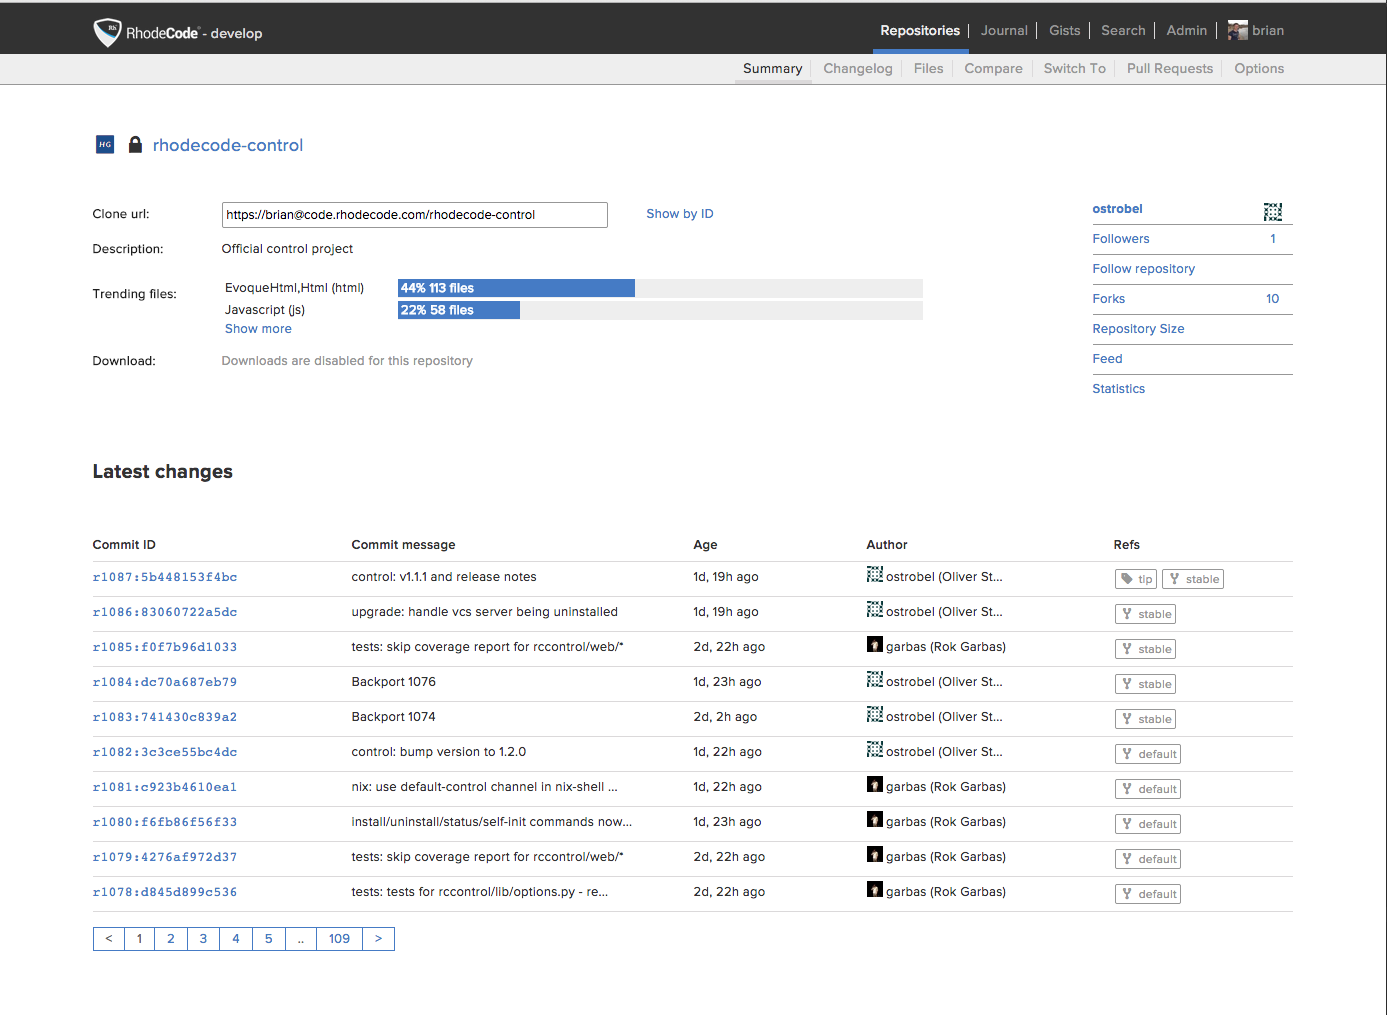 RhodeCode® - develop
Repositories Journal Gists Search Admin brian
Summary Changelog Files Compare Switch To Pull Requests Options
HG rhodecode-control
Clone url: https://brian@code.rhodecode.com/rhodecode-control Show by ID
Description: Official control project
Trending files: EvoqueHtml,Html (html) 44% 113 files
Javascript (js) 22% 58 files
Show more
Download: Downloads are disabled for this repository
ostrobel
Followers 1
Follow repository
Forks 10
Repository Size
Feed
Statistics
Latest changes
Commit ID Commit message Age Author Refs
r1087:5b448153f4bc control: v1.1.1 and release notes 1d, 19h ago ostrobel (Oliver St... tip stable
r1086:83060722a5dc upgrade: handle vcs server being uninstalled 1d, 19h ago ostrobel (Oliver St... stable
r1085:f0f7b96d1033 tests: skip coverage report for rccontrol/web/* 2d, 22h ago garbas (Rok Garbas) stable
r1084:dc70a687eb79 Backport 1076 1d, 23h ago ostrobel (Oliver St... stable
r1083:741430c839a2 Backport 1074 2d, 2h ago ostrobel (Oliver St... stable
r1082:3c3ce55bc4dc control: bump version to 1.2.0 1d, 22h ago ostrobel (Oliver St... default
r1081:c923b4610ea1 nix: use default-control channel in nix-shell ... 1d, 22h ago garbas (Rok Garbas) default
r1080:f6fb86f56f33 install/uninstall/status/self-init commands now... 1d, 23h ago garbas (Rok Garbas) default
r1079:4276af972d37 tests: skip coverage report for rccontrol/web/* 2d, 22h ago garbas (Rok Garbas) default
r1078:d845d899c536 tests: tests for rccontrol/lib/options.py - re... 2d, 22h ago garbas (Rok Garbas) default
< 1 2 3 4 5 .. 109 >